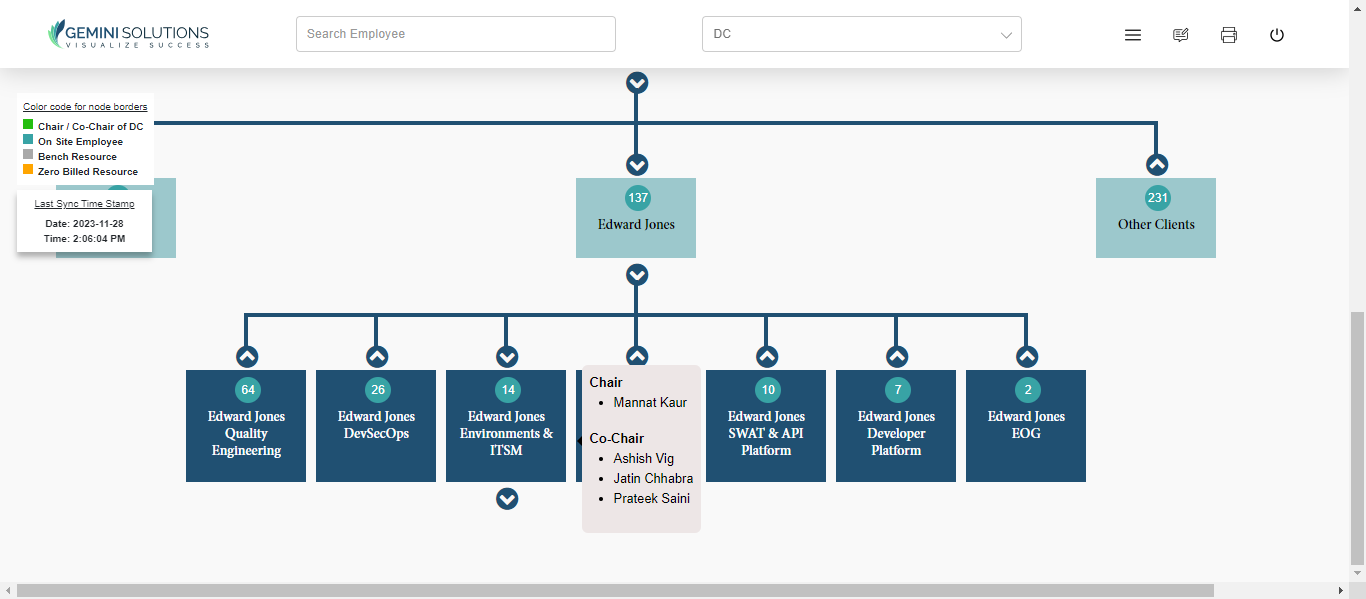 GEMINI SOLUTIONS
VISUALIZE SUCCESS
Search Employee
DC
Color code for node borders
Chair / Co-Chair of DC
On Site Employee
Bench Resource
Zero Billed Resource
Last Sync Time Stamp
Date: 2023-11-28
Time: 2:06:04 PM
137
Edward Jones
231
Other Clients
64
Edward Jones
Quality
Engineering
26
Edward Jones
DevSecOps
14
Edward Jones
Environments &
ITSM
Chair
Mannat Kaur
Co-Chair
Ashish Vig
Jatin Chhabra
Prateek Saini
10
Edward Jones
SWAT & API
Platform
7
Edward Jones
Developer
Platform
2
Edward Jones
EOG